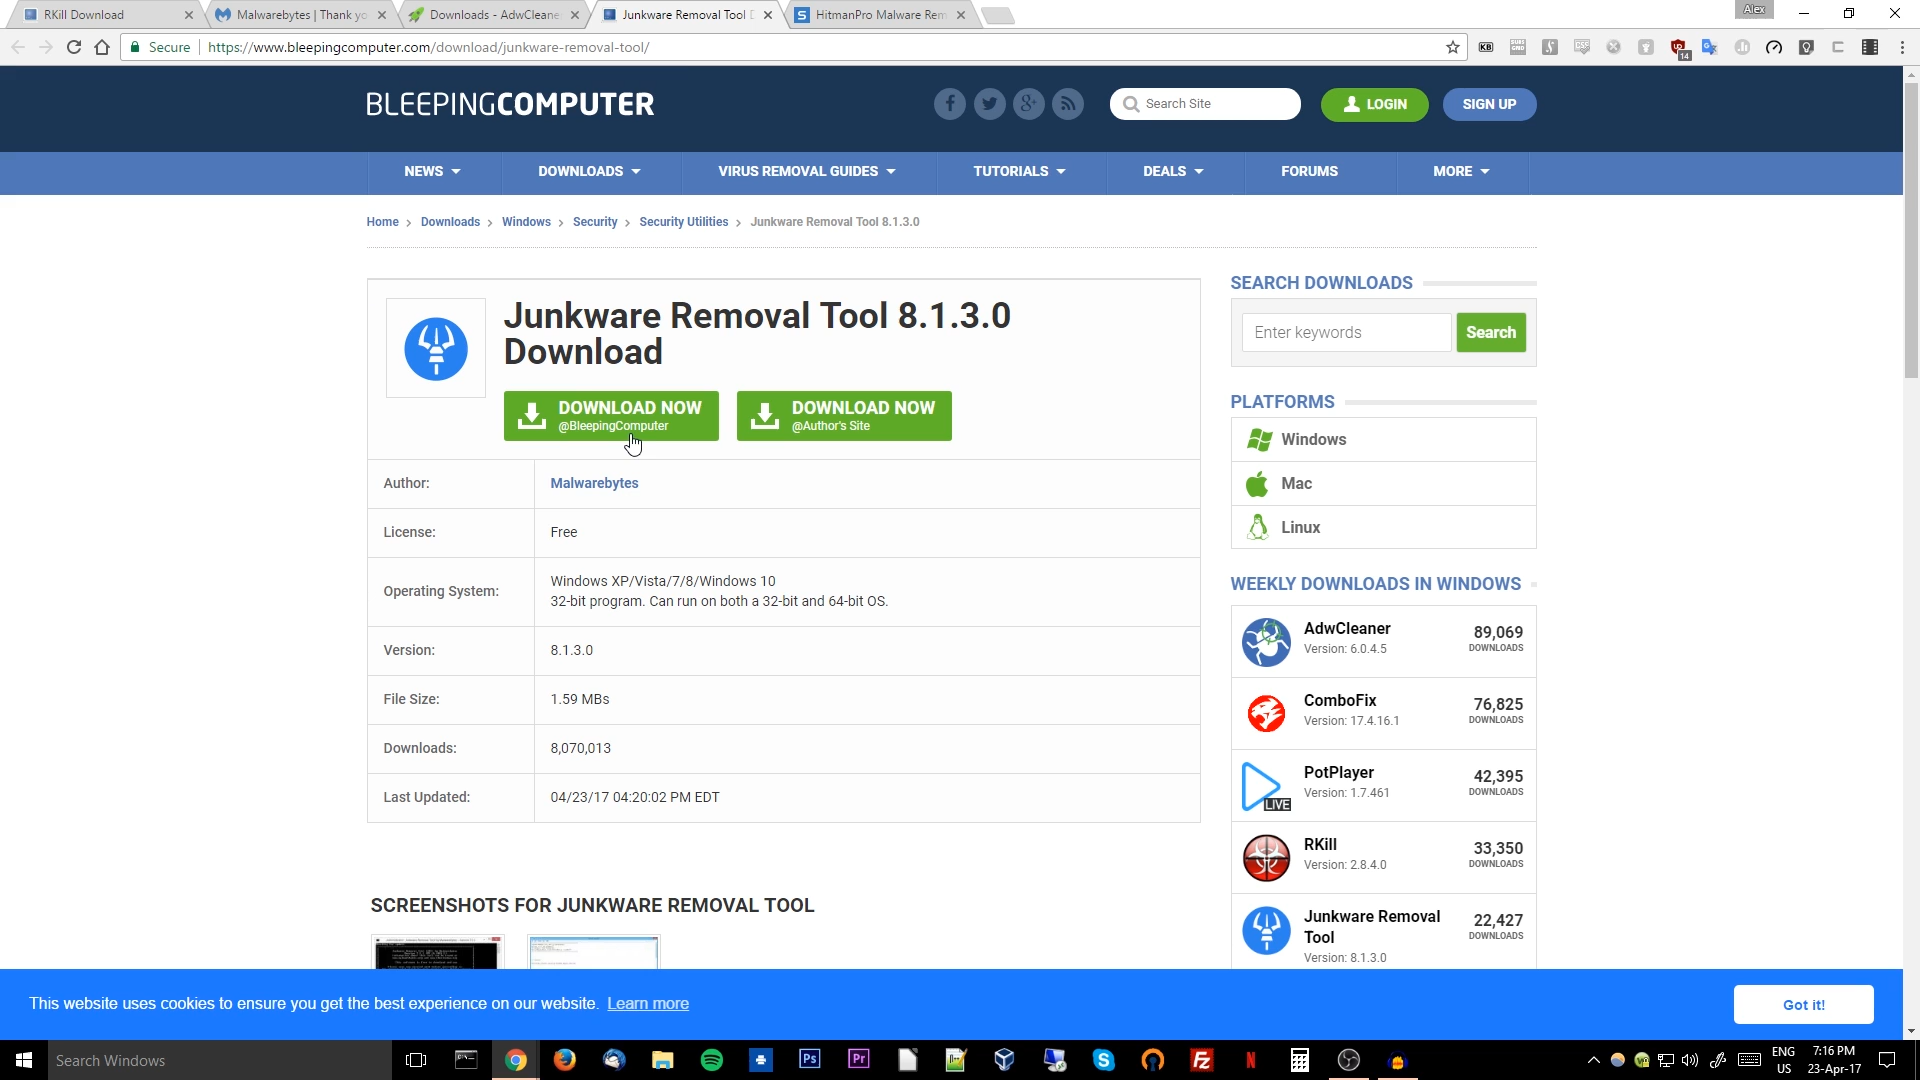 RKill Download
Malwarebytes | Thank yo
Downloads - AdwCleane
Junkware Removal Tool D
HitmanPro Malware Rem
Alex
Secure
https://www.bleepingcomputer.com/download/junkware-removal-tool/
KB
14
BLEEPINGCOMPUTER
Search Site
LOGIN
SIGN UP
NEWS
DOWNLOADS
VIRUS REMOVAL GUIDES
TUTORIALS
DEALS
FORUMS
MORE
Home > Downloads > Windows > Security > Security Utilities > Junkware Removal Tool 8.1.3.0
Junkware Removal Tool 8.1.3.0
Download
DOWNLOAD NOW
@BleepingComputer
DOWNLOAD NOW
@Author's Site
Author:
Malwarebytes
License:
Free
Operating System:
Windows XP/Vista/7/8/Windows 10
32-bit program. Can run on both a 32-bit and 64-bit OS.
Version:
8.1.3.0
File Size:
1.59 MBs
Downloads:
8,070,013
Last Updated:
04/23/17 04:20:02 PM EDT
SCREENSHOTS FOR JUNKWARE REMOVAL TOOL
SEARCH DOWNLOADS
Enter keywords
Search
PLATFORMS
Windows
Mac
Linux
WEEKLY DOWNLOADS IN WINDOWS
AdwCleaner
Version: 6.0.4.5
89,069
DOWNLOADS
ComboFix
Version: 17.4.16.1
76,825
DOWNLOADS
LIVE
PotPlayer
Version: 1.7.461
42,395
DOWNLOADS
RKill
Version: 2.8.4.0
33,350
DOWNLOADS
Junkware Removal
Tool
Version: 8.1.3.0
22,427
DOWNLOADS
This website uses cookies to ensure you get the best experience on our website. Learn more
Got it!
Search Windows
Ps
Pr
ENG
US
7:16 PM
23-Apr-17